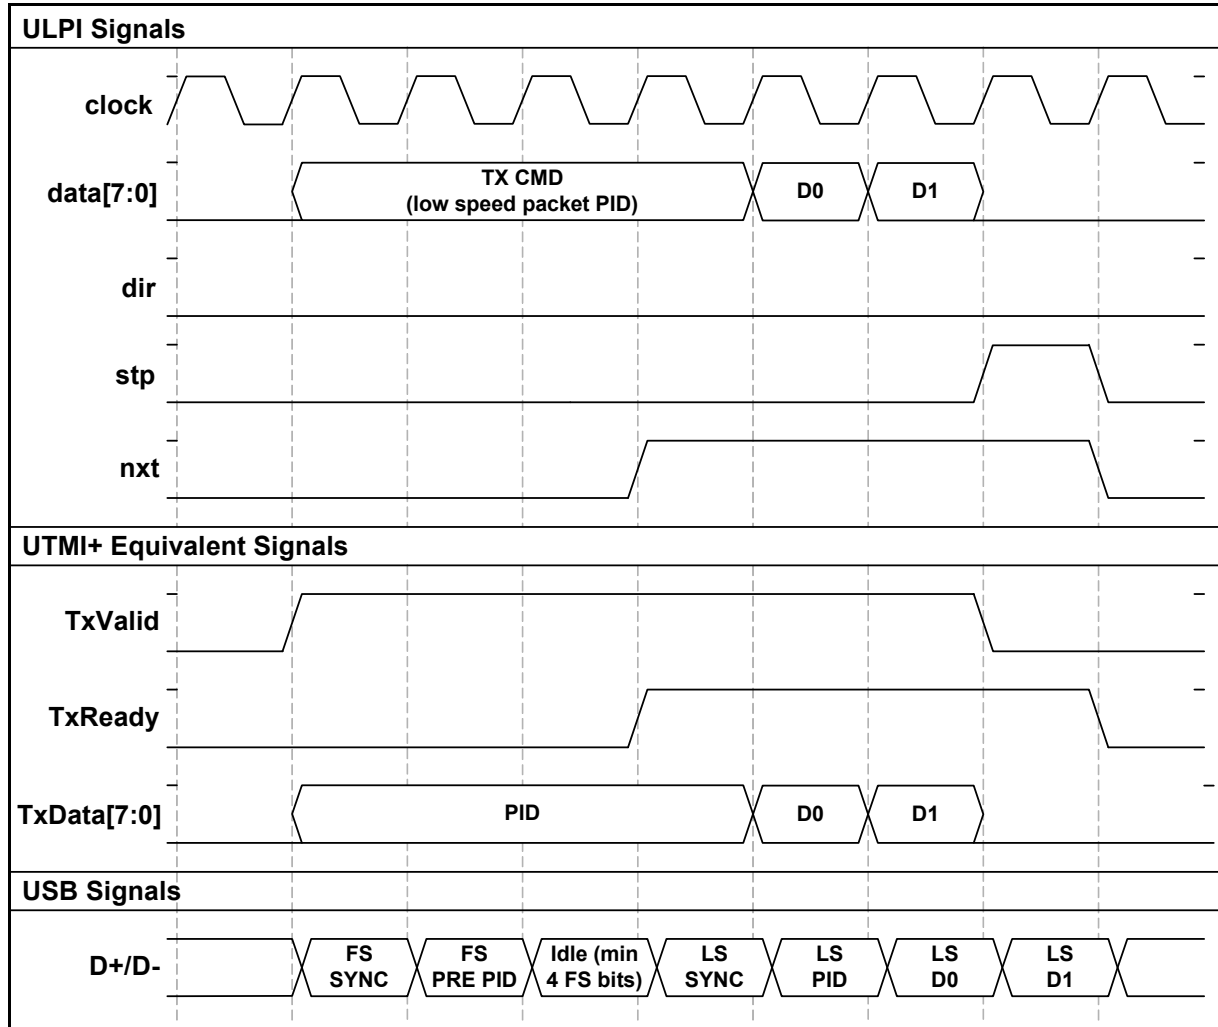 ULPI Signals
clock
data[7:0]
TX CMD
(low speed packet PID)
D0
D1
dir
stp
nxt
UTMI+ Equivalent Signals
TxValid
TxReady
TxData[7:0]
PID
D0
D1
USB Signals
D+/D-
FS
SYNC
FS
PRE PID
Idle (min
4 FS bits)
LS
SYNC
LS
PID
LS
D0
LS
D1